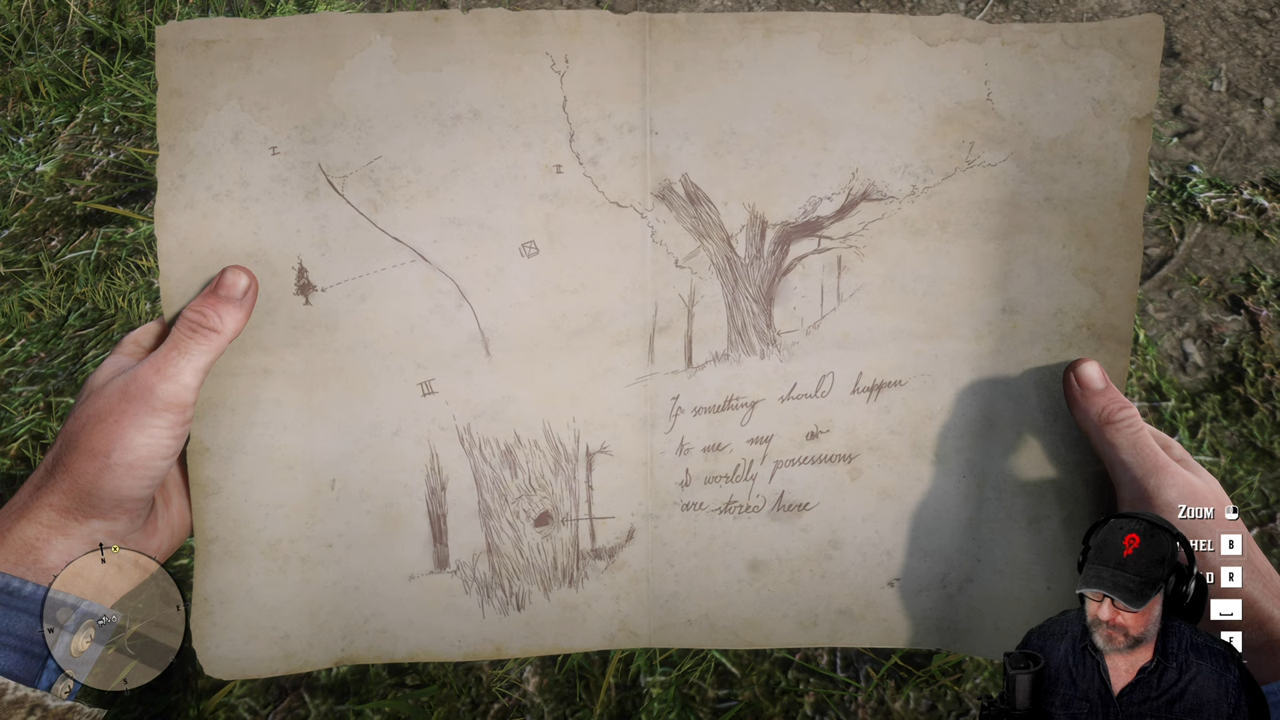 I
II
III
If something should happen
to me, my
worldly possessions
are stored here
ZOOM
B
R
N
E
S
W